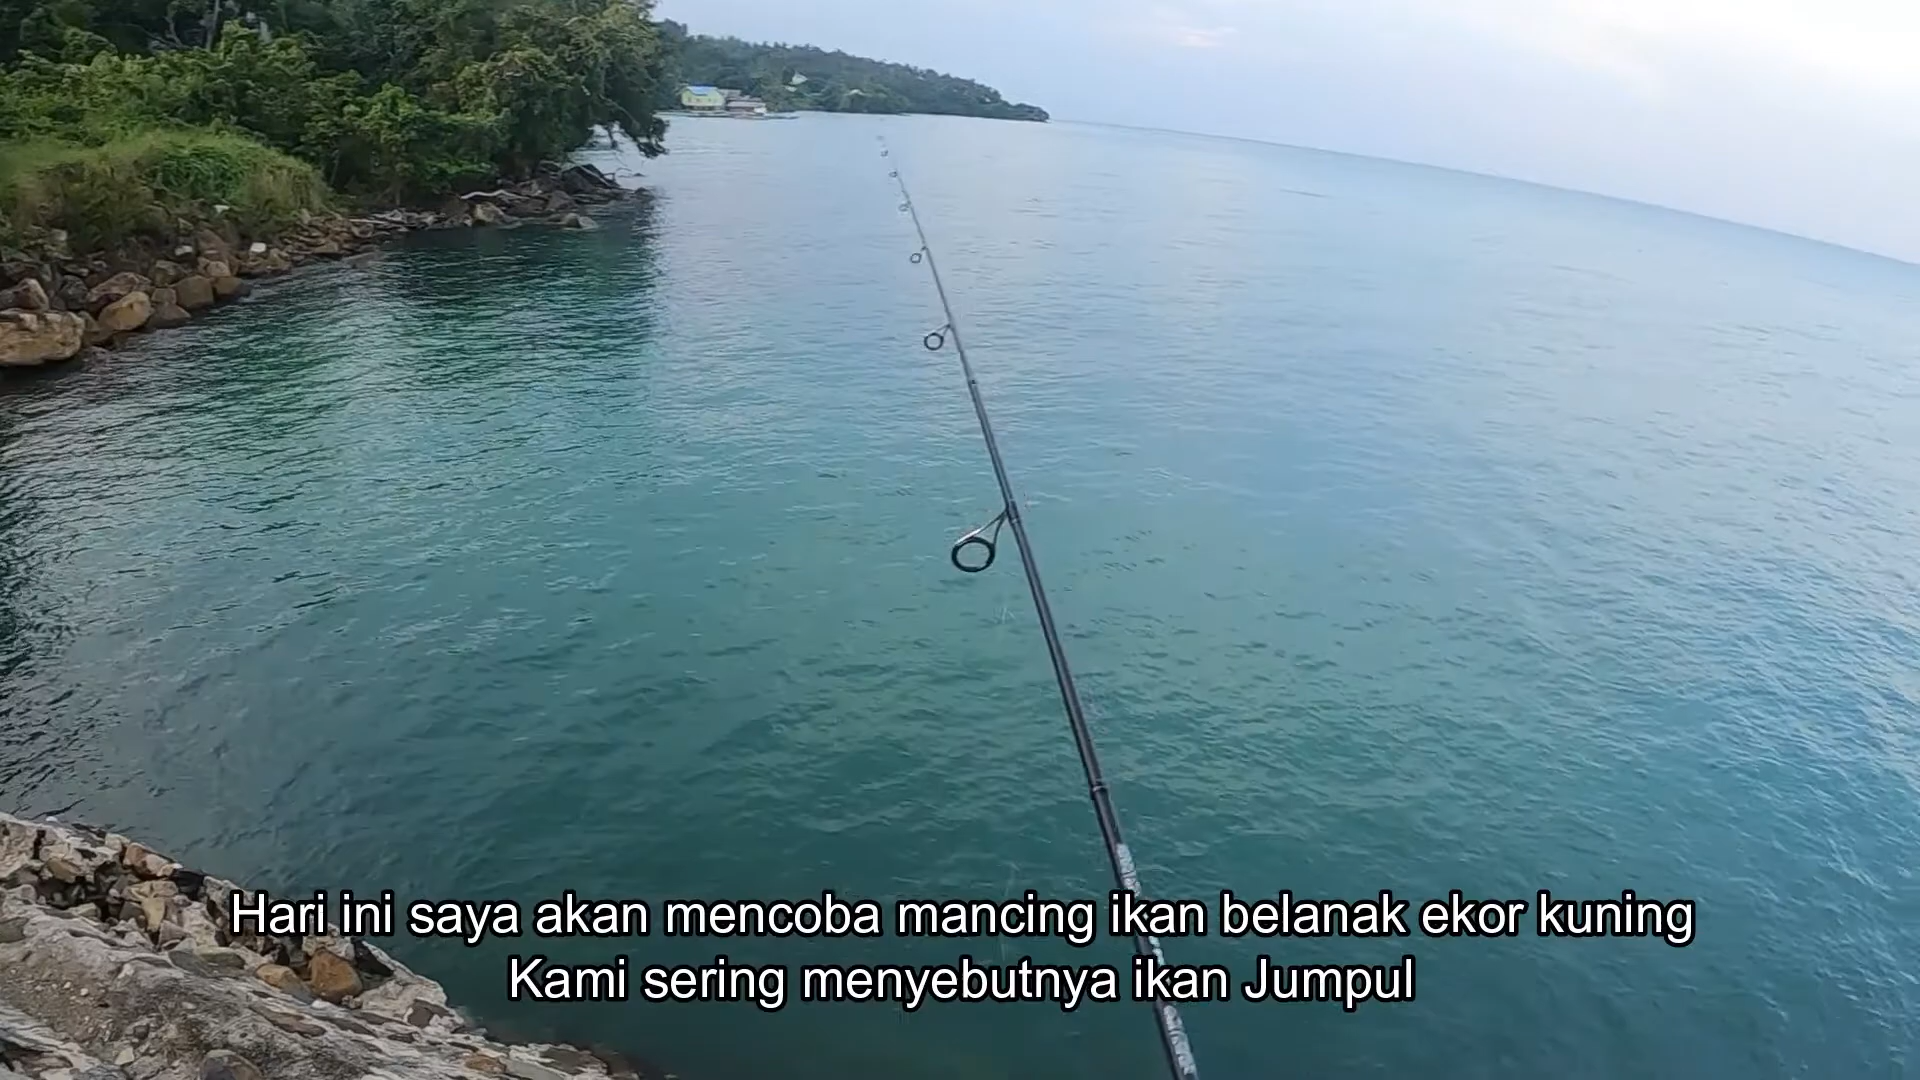 Hari ini saya akan mencoba mancing ikan belanak ekor kuning
Kami sering menyebutnya ikan Jumpul